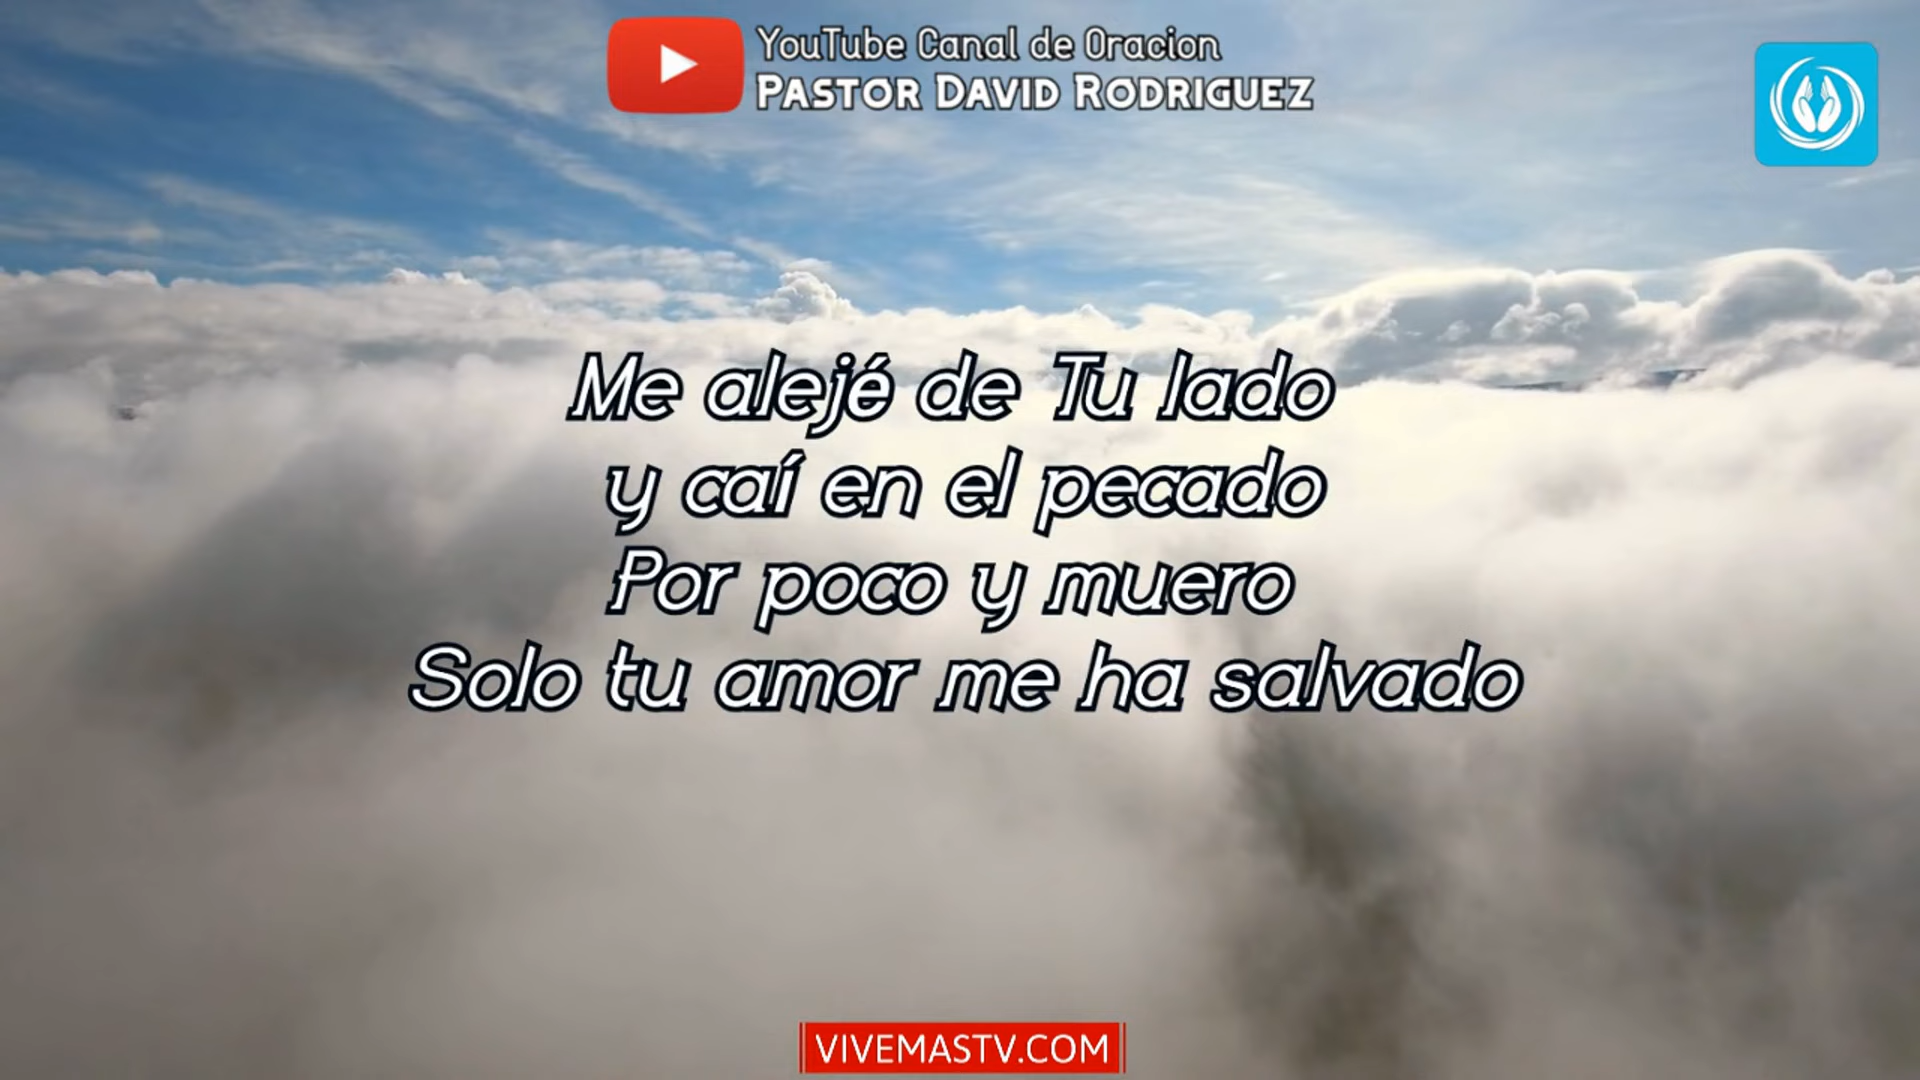 YouTube Canal de Oracion
PASTOR DAVID RODRIGUEZ
Me alejé de Tu lado
y caí en el pecado
Por poco y muero
Solo tu amor me ha salvado
VIVEMASTV.COM